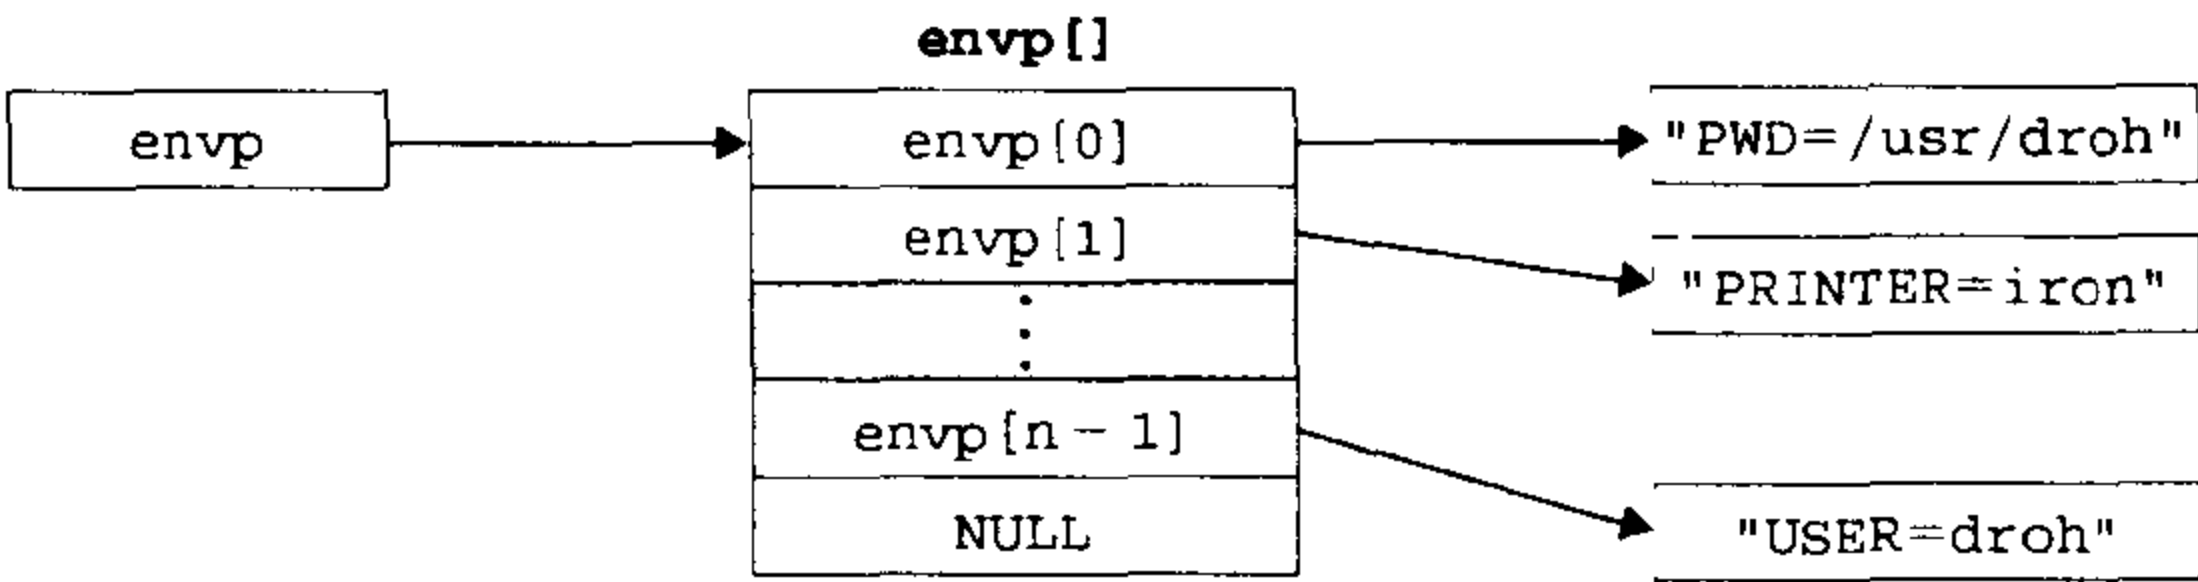 envp[]
envp
envp[0]
"PWD=/usr/droh"
envp[1]
"PRINTER=iron"
envp[n - 1]
NULL
"USER=droh"